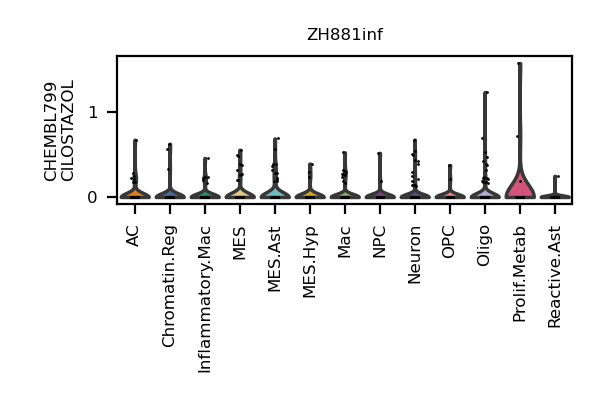 ZH881inf
CHEMBL799
CILOSTAZOL
1
0
AC
Chromatin.Reg
Inflammatory.Mac
MES
MES.Ast
MES.Hyp
Mac
NPC
Neuron
OPC
Oligo
Prolif.Metab
Reactive.Ast